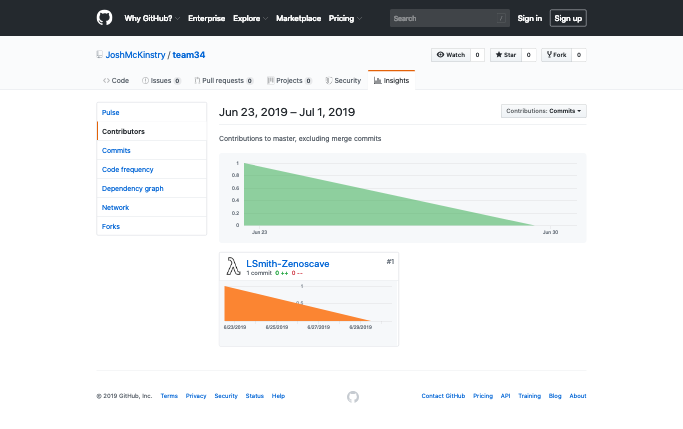 Why GitHub? Enterprise Explore Marketplace Pricing Search / Sign in Sign up
JoshMcKinstry / team34 Watch 0 Star 0 Fork 0
Code Issues 0 Pull requests 0 Projects 0 Security Insights
Pulse
Contributors
Commits
Code frequency
Dependency graph
Network
Forks
Jun 23, 2019 – Jul 1, 2019 Contributions: Commits
Contributions to master, excluding merge commits
1
0.8
0.6
0.4
0.2
0
Jun 23 Jun 30
LSmith-Zenoscave #1
1 commit 0 ++ 0 --
1
0.5
6/23/2019 6/25/2019 6/27/2019 6/29/2019
© 2019 GitHub, Inc. Terms Privacy Security Status Help Contact GitHub Pricing API Training Blog About